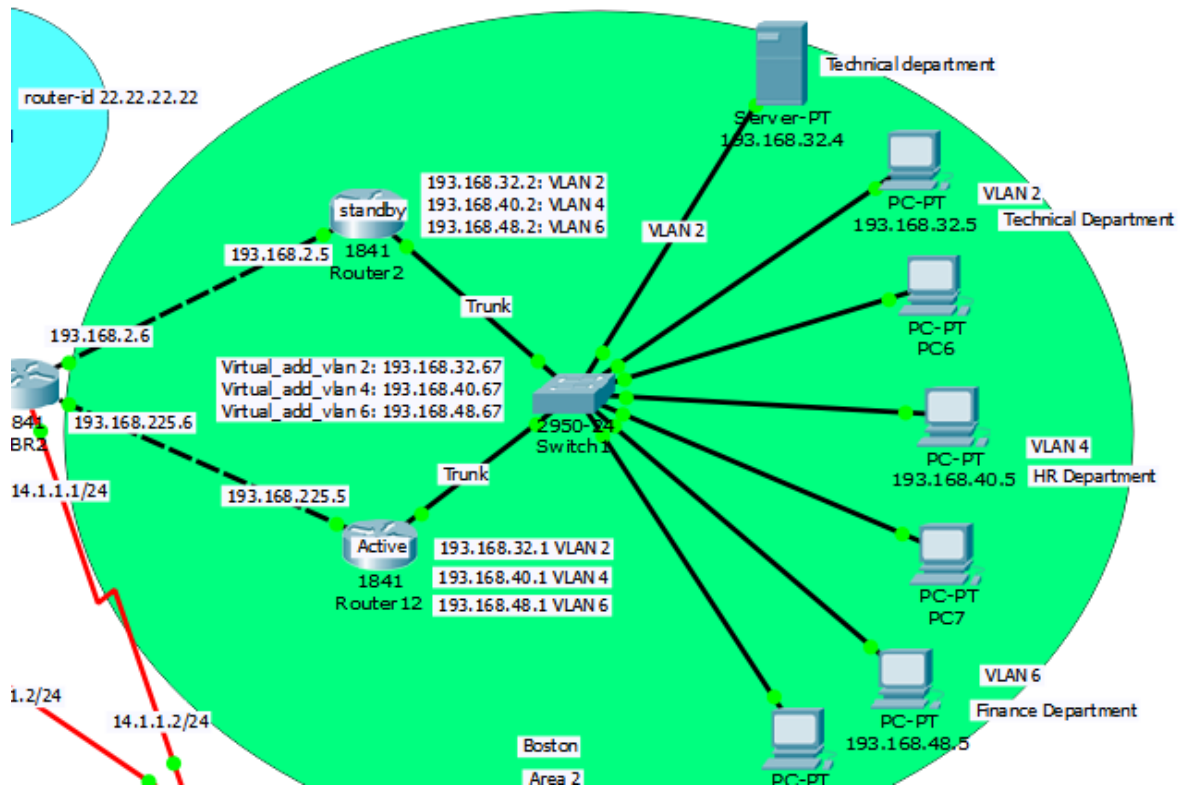 router-id 22.22.22.22
Technical department
Server-PT
193.168.32.4
193.168.32.2: VLAN 2
193.168.40.2: VLAN 4
193.168.48.2: VLAN 6
standby
1841
Router2
193.168.2.5
VLAN 2
PC-PT
193.168.32.5
VLAN 2
Technical Department
Trunk
PC-PT
PC6
193.168.2.6
Virtual_add_vlan 2: 193.168.32.67
Virtual_add_vlan 4: 193.168.40.67
Virtual_add_vlan 6: 193.168.48.67
841
BR2
193.168.225.6
2950-24
Switch1
PC-PT
193.168.40.5
VLAN 4
HR Department
14.1.1.1/24
193.168.225.5
Trunk
Active
1841
Router12
193.168.32.1 VLAN 2
193.168.40.1 VLAN 4
193.168.48.1 VLAN 6
PC-PT
PC7
1.2/24
14.1.1.2/24
PC-PT
193.168.48.5
VLAN 6
Finance Department
Boston
Area 2
PC-PT